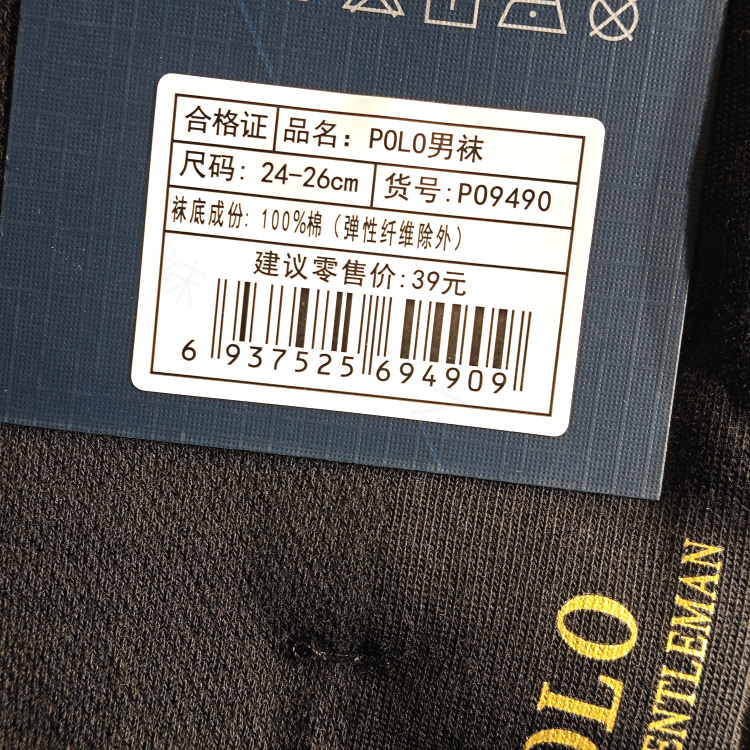 合格证 品名：POLO男袜
尺码：24-26cm 货号:P09490
袜底成份: 100%棉（弹性纤维除外）
建议零售价:39元
6 937525 694909
OLO
ENTLEMAN